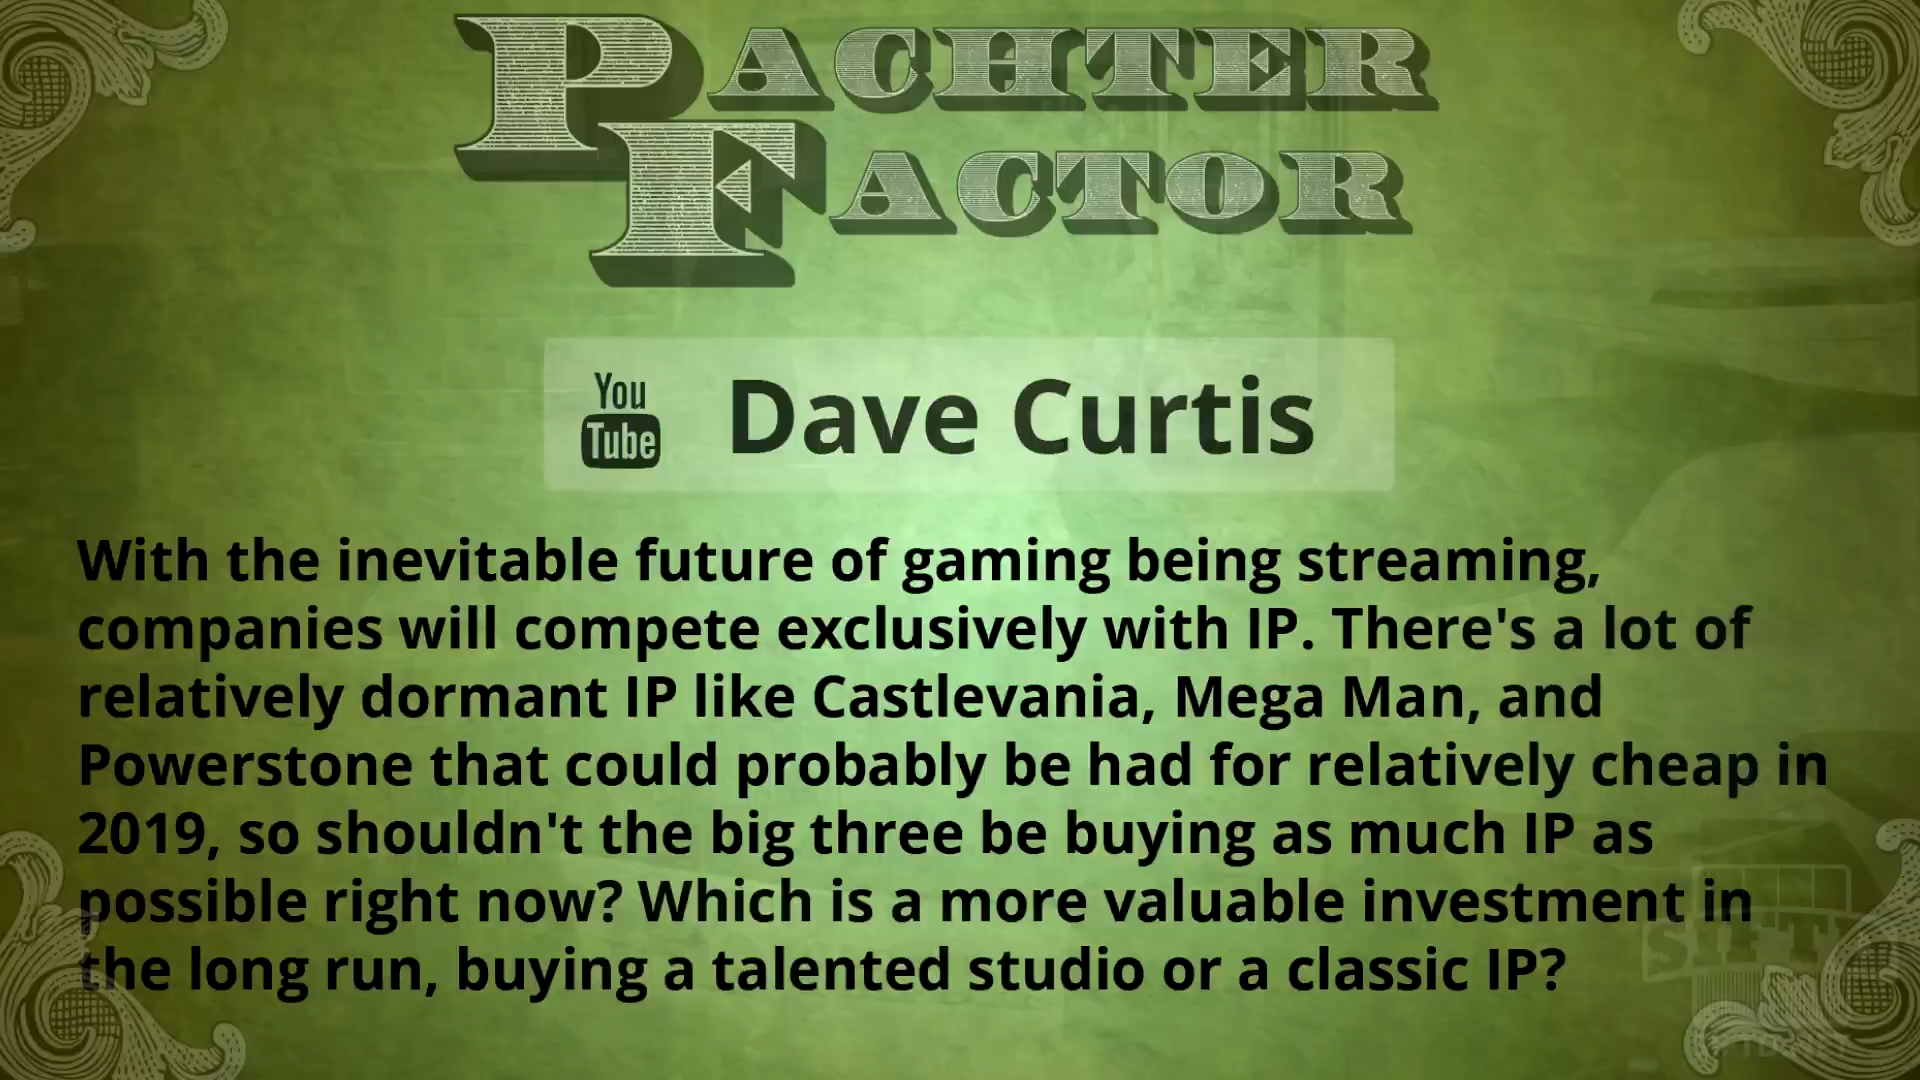 PACHTER
FACTOR
You
Tube
Dave Curtis
With the inevitable future of gaming being streaming,
companies will compete exclusively with IP. There's a lot of
relatively dormant IP like Castlevania, Mega Man, and
Powerstone that could probably be had for relatively cheap in
2019, so shouldn't the big three be buying as much IP as
possible right now? Which is a more valuable investment in
the long run, buying a talented studio or a classic IP?